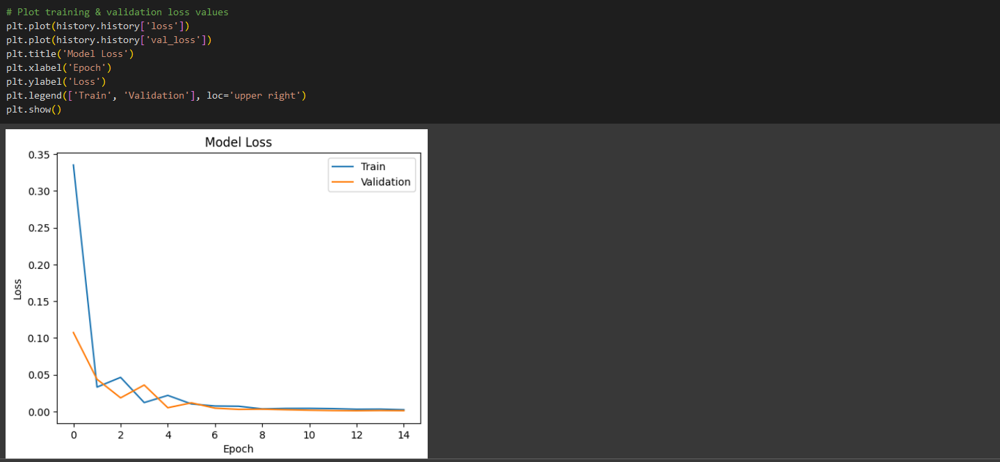 # Plot training & validation loss values
plt.plot(history.history['loss'])
plt.plot(history.history['val_loss'])
plt.title('Model Loss')
plt.xlabel('Epoch')
plt.ylabel('Loss')
plt.legend(['Train', 'Validation'], loc='upper right')
plt.show()
Model Loss
Train
Validation
0.35
0.30
0.25
0.20
0.15
0.10
0.05
0.00
Loss
0 2 4 6 8 10 12 14
Epoch